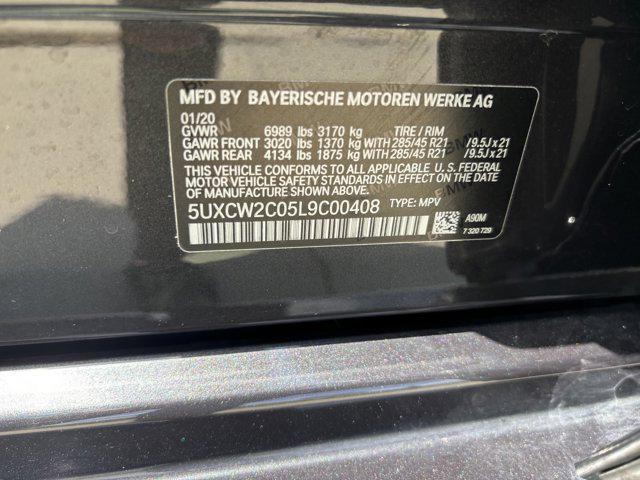 MFD BY BAYERISCHE MOTOREN WERKE AG
01/20
GVWR 6989 lbs 3170 kg TIRE / RIM
GAWR FRONT 3020 lbs 1370 kg WITH 285/45 R21 /9.5J x 21
GAWR REAR 4134 lbs 1875 kg WITH 285/45 R21 /9.5J x 21
THIS VEHICLE CONFORMS TO ALL APPLICABLE U. S. FEDERAL
MOTOR VEHICLE SAFETY STANDARDS IN EFFECT ON THE
DATE OF MANUFACTURE SHOWN ABOVE.
5UXCW2C05L9C00408 TYPE: MPV
A90M
7 320 729